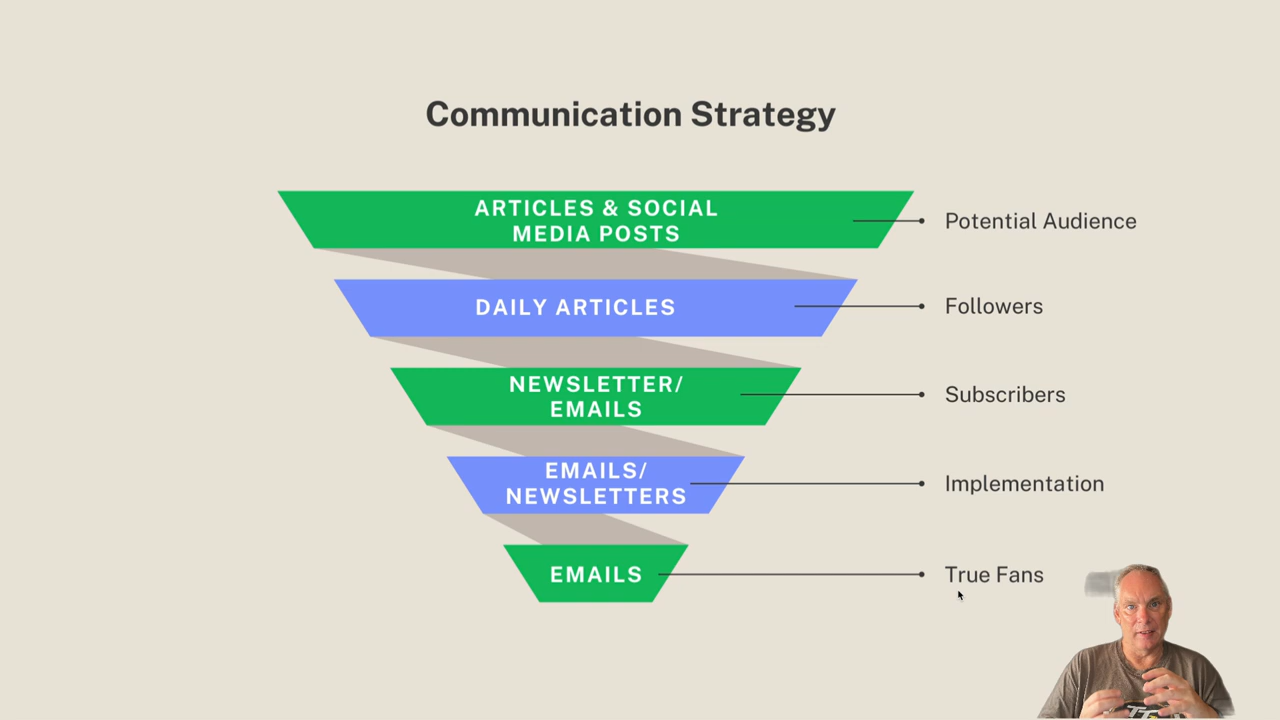 Communication Strategy
ARTICLES & SOCIAL
MEDIA POSTS
Potential Audience
DAILY ARTICLES
Followers
NEWSLETTER/
EMAILS
Subscribers
EMAILS/
NEWSLETTERS
Implementation
EMAILS
True Fans